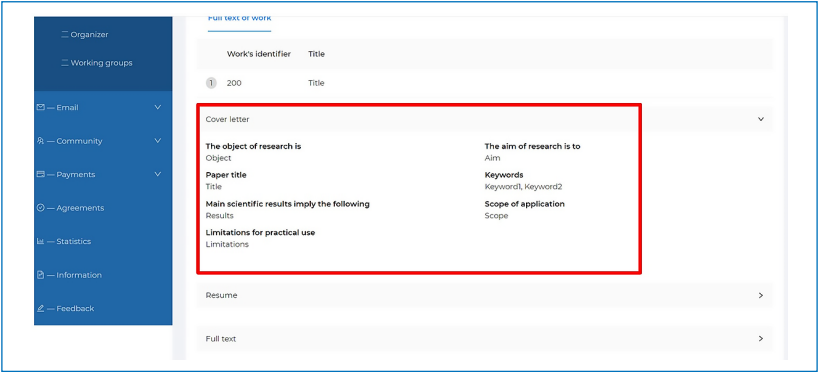 Full text of work
Organizer
Working groups
Work's identifier Title
1 200 Title
— Email
— Community
— Payments
— Agreements
— Statistics
— Information
— Feedback
Cover letter
The object of research is The aim of research is to
Object Aim
Paper title Keywords
Title Keyword1, Keyword2
Main scientific results imply the following Scope of application
Results Scope
Limitations for practical use
Limitations
Resume
Full text